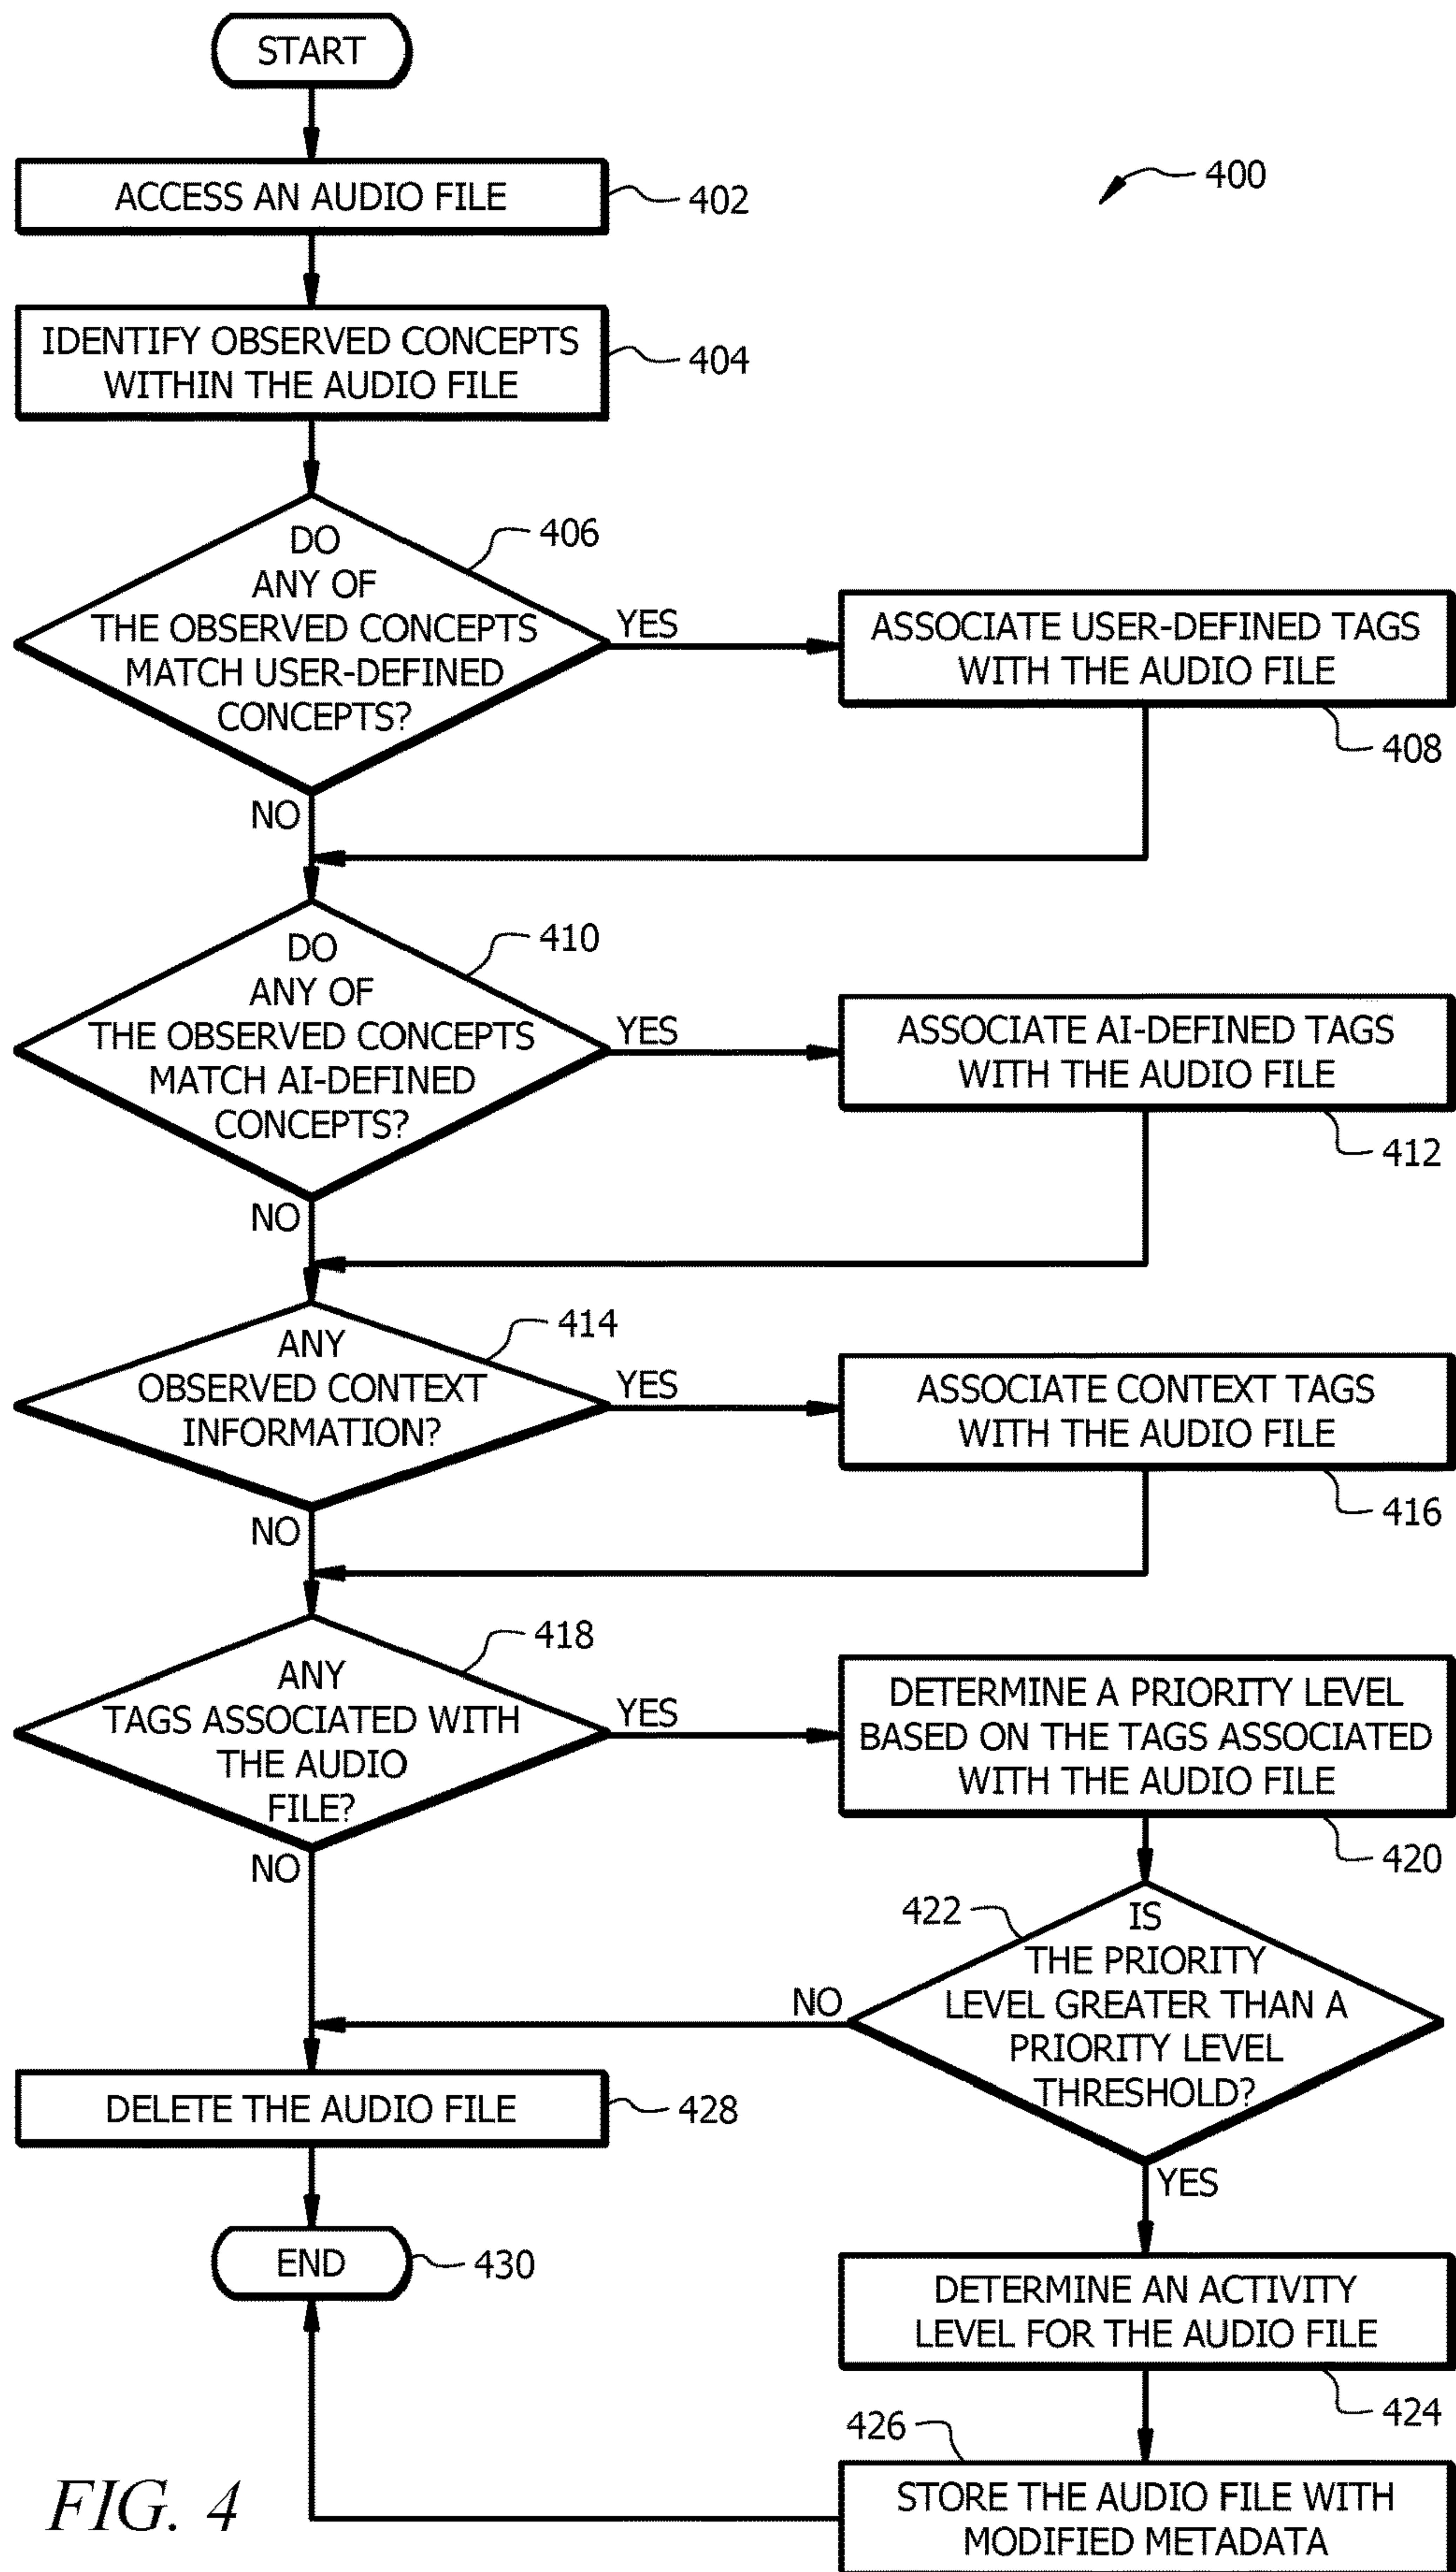 START
400
ACCESS AN AUDIO FILE
402
IDENTIFY OBSERVED CONCEPTS
WITHIN THE AUDIO FILE
404
DO
ANY OF
THE OBSERVED CONCEPTS
MATCH USER-DEFINED
CONCEPTS?
406
YES
NO
ASSOCIATE USER-DEFINED TAGS
WITH THE AUDIO FILE
408
DO
ANY OF
THE OBSERVED CONCEPTS
MATCH AI-DEFINED
CONCEPTS?
410
YES
NO
ASSOCIATE AI-DEFINED TAGS
WITH THE AUDIO FILE
412
ANY
OBSERVED CONTEXT
INFORMATION?
414
YES
NO
ASSOCIATE CONTEXT TAGS
WITH THE AUDIO FILE
416
ANY
TAGS ASSOCIATED WITH
THE AUDIO
FILE?
418
YES
NO
DETERMINE A PRIORITY LEVEL
BASED ON THE TAGS ASSOCIATED
WITH THE AUDIO FILE
420
IS
THE PRIORITY
LEVEL GREATER THAN A
PRIORITY LEVEL
THRESHOLD?
422
NO
YES
DELETE THE AUDIO FILE
428
END
430
DETERMINE AN ACTIVITY
LEVEL FOR THE AUDIO FILE
424
STORE THE AUDIO FILE WITH
MODIFIED METADATA
426
FIG. 4